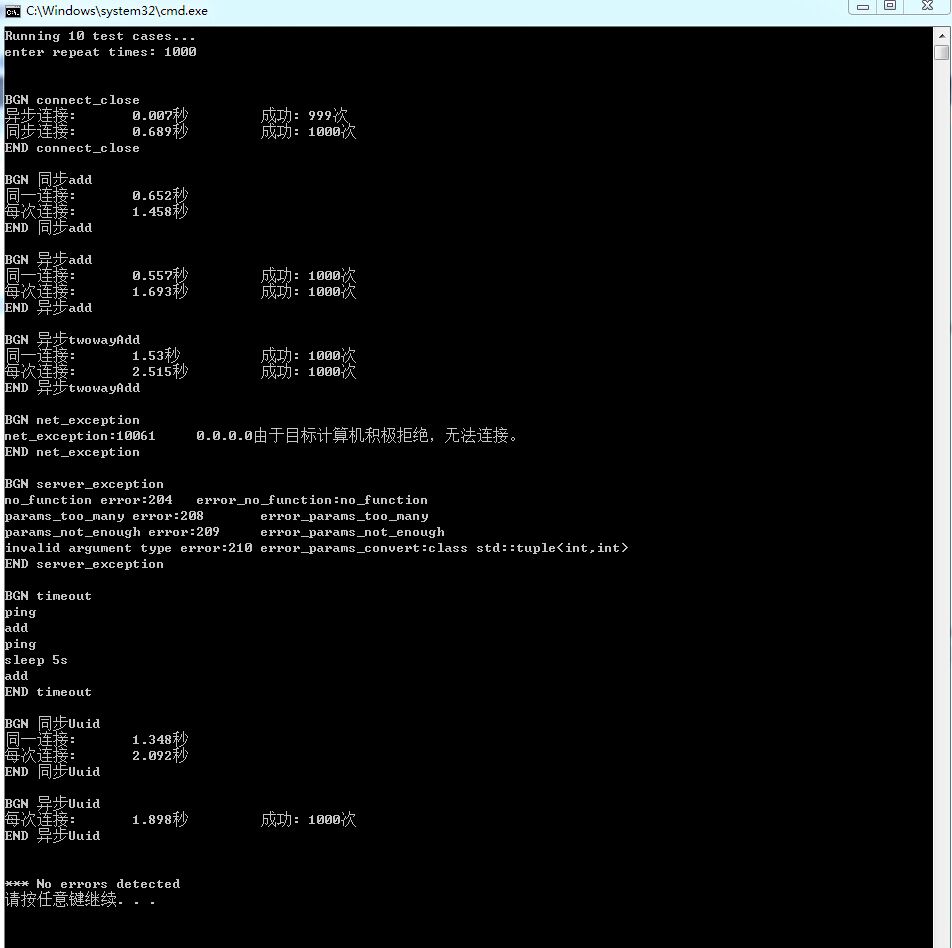 C:\Windows\system32\cmd.exe
Running 10 test cases...
enter repeat times: 1000
BGN connect_close
异步连接: 0.007秒 成功: 999次
同步连接: 0.689秒 成功: 1000次
END connect_close
BGN 同步add
同一连接: 0.652秒
每次连接: 1.458秒
END 同步add
BGN 异步add
同一连接: 0.557秒 成功: 1000次
每次连接: 1.693秒 成功: 1000次
END 异步add
BGN 异步twowayAdd
同一连接: 1.53秒 成功: 1000次
每次连接: 2.515秒 成功: 1000次
END 异步twowayAdd
BGN net_exception
net_exception:10061 0.0.0.0由于目标计算机积极拒绝，无法连接。
END net_exception
BGN server_exception
no_function error:204 error_no_function:no_function
params_too_many error:208 error_params_too_many
params_not_enough error:209 error_params_not_enough
invalid argument type error:210 error_params_convert:class std::tuple<int,int>
END server_exception
BGN timeout
ping
add
ping
sleep 5s
add
END timeout
BGN 同步Uuid
同一连接: 1.348秒
每次连接: 2.092秒
END 同步Uuid
BGN 异步Uuid
每次连接: 1.898秒 成功: 1000次
END 异步Uuid
*** No errors detected
请按任意键继续. . .